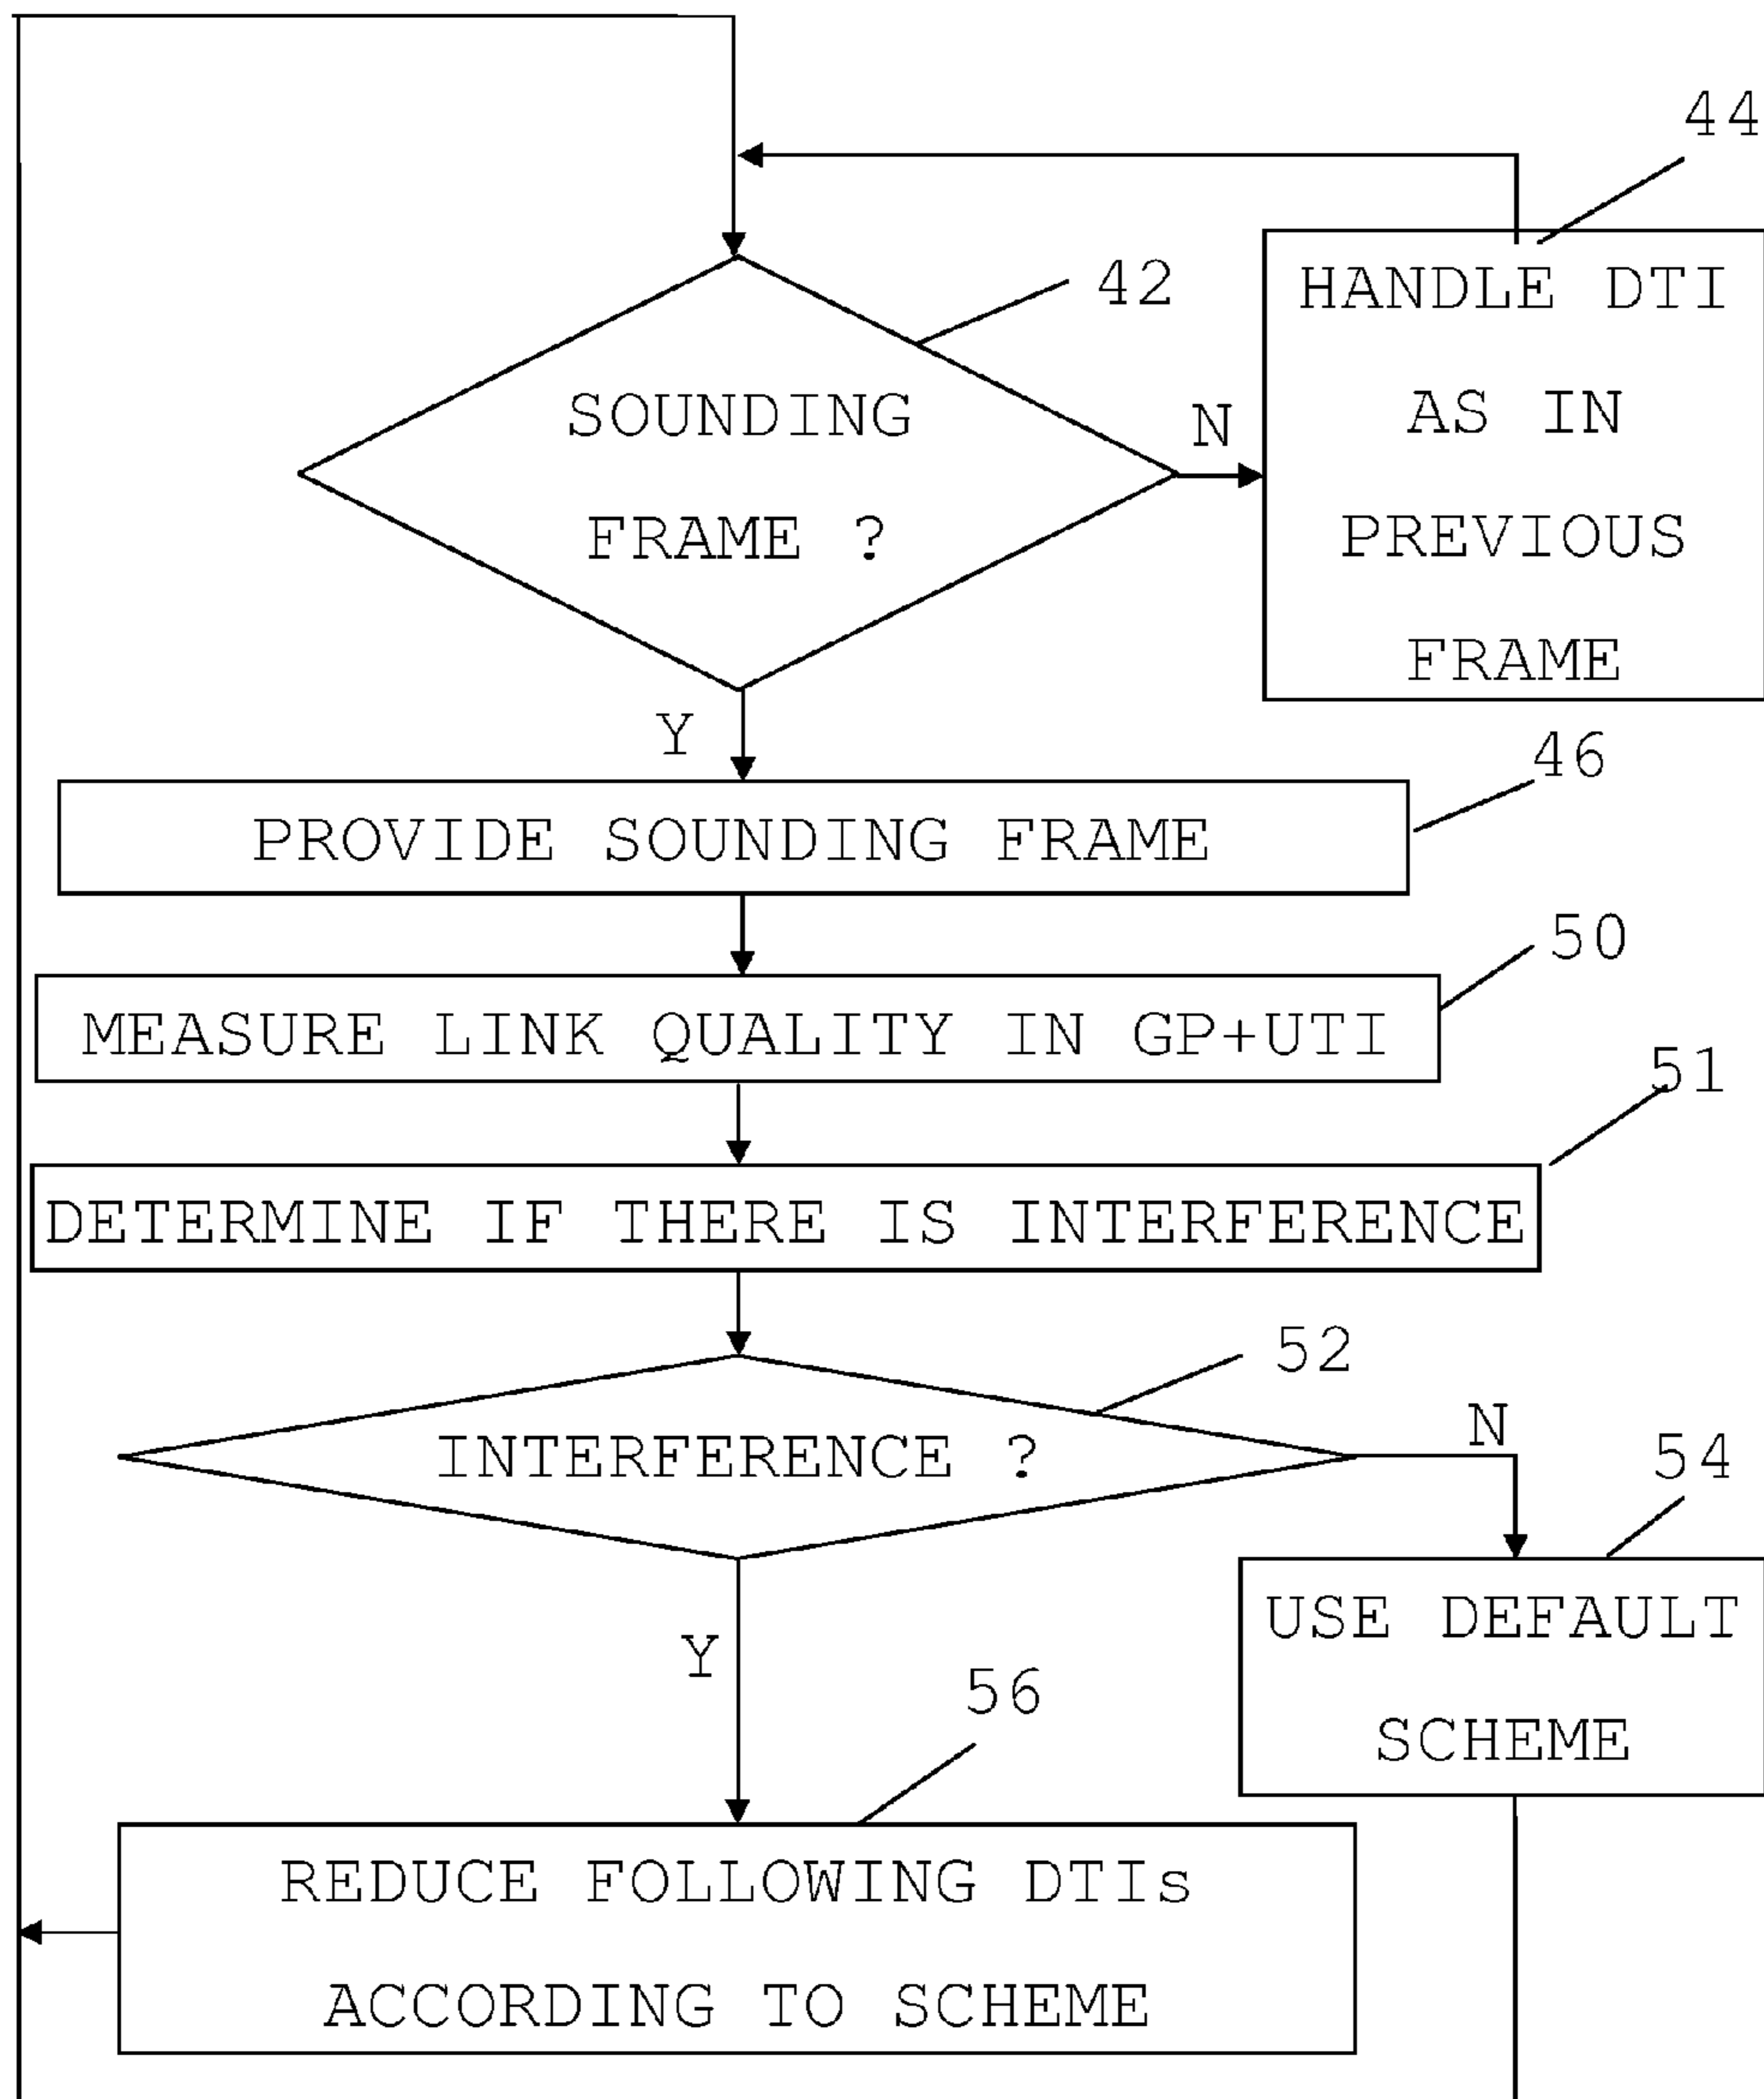 44
42
HANDLE DTI
AS IN
PREVIOUS
FRAME
SOUNDING
FRAME ?
N
Y
46
PROVIDE SOUNDING FRAME
50
MEASURE LINK QUALITY IN GP+UTI
51
DETERMINE IF THERE IS INTERFERENCE
52
INTERFERENCE ?
N
54
USE DEFAULT
SCHEME
Y
56
REDUCE FOLLOWING DTIs
ACCORDING TO SCHEME